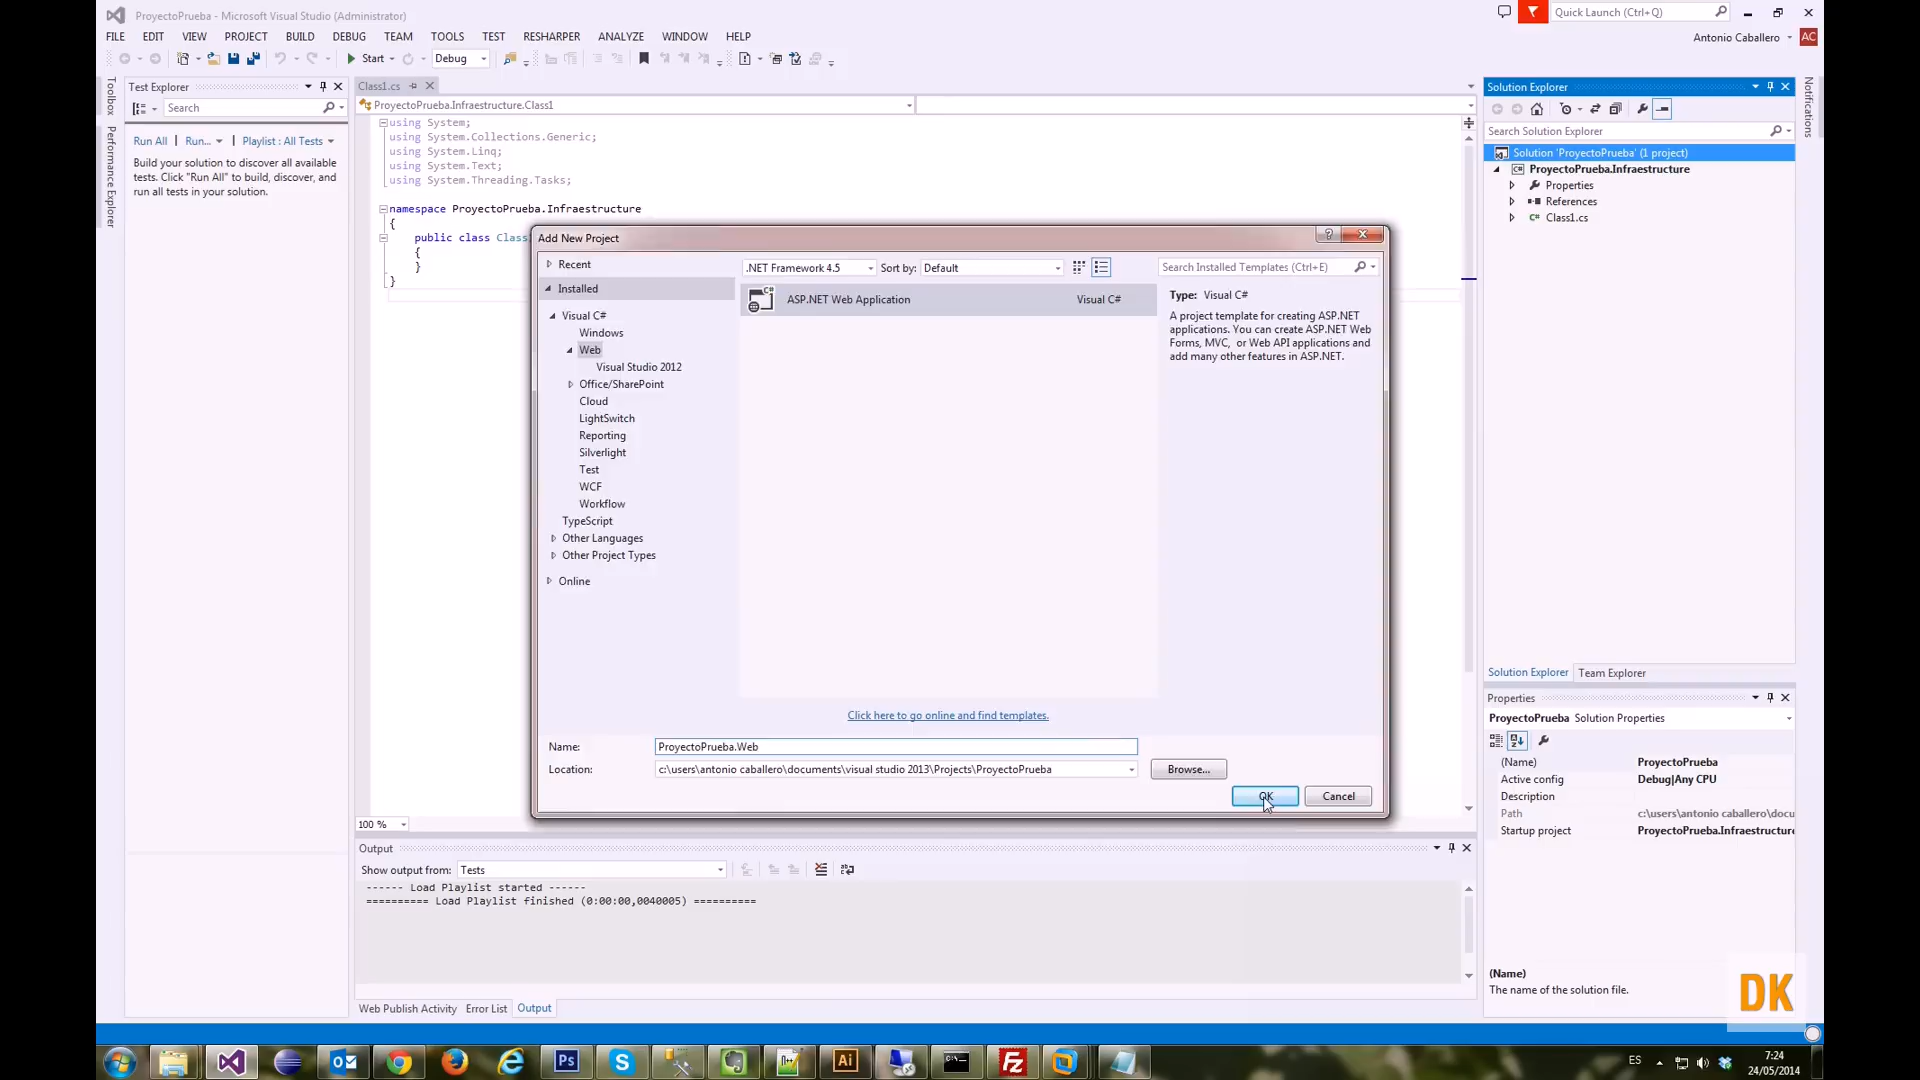 ProyectoPrueba - Microsoft Visual Studio (Administrator)
Quick Launch (Ctrl+Q)
FILE EDIT VIEW PROJECT BUILD DEBUG TEAM TOOLS TEST RESHARPER ANALYZE WINDOW HELP
Antonio Caballero AC
Start Debug
Toolbox
Performance Explorer
Test Explorer
Search
Run All Run... Playlist : All Tests
Build your solution to discover all available
tests. Click "Run All" to build, discover, and
run all tests in your solution.
Class1.cs
ProyectoPrueba.Infraestructure.Class1
using System;
using System.Collections.Generic;
using System.Linq;
using System.Text;
using System.Threading.Tasks;
namespace ProyectoPrueba.Infraestructure
{
public class Class
{
}
}
100 %
Add New Project
Recent
Installed
Visual C#
Windows
Web
Visual Studio 2012
Office/SharePoint
Cloud
LightSwitch
Reporting
Silverlight
Test
WCF
Workflow
TypeScript
Other Languages
Other Project Types
Online
.NET Framework 4.5 Sort by: Default
Search Installed Templates (Ctrl+E)
ASP.NET Web Application Visual C#
Type: Visual C#
A project template for creating ASP.NET
applications. You can create ASP.NET Web
Forms, MVC, or Web API applications and
add many other features in ASP.NET.
Click here to go online and find templates.
Name: ProyectoPrueba.Web
Location: c:\users\antonio caballero\documents\visual studio 2013\Projects\ProyectoPrueba
Browse...
OK Cancel
Output
Show output from: Tests
------ Load Playlist started ------
========== Load Playlist finished (0:00:00,0040005) ==========
Web Publish Activity Error List Output
Solution Explorer
Search Solution Explorer
Solution 'ProyectoPrueba' (1 project)
ProyectoPrueba.Infraestructure
Properties
References
Class1.cs
Solution Explorer Team Explorer
Notifications
Properties
ProyectoPrueba Solution Properties
(Name) ProyectoPrueba
Active config Debug|Any CPU
Description
Path c:\users\antonio caballero\docu
Startup project ProyectoPrueba.Infraestructure
(Name)
The name of the solution file.
DK
ES
7:24
24/05/2014